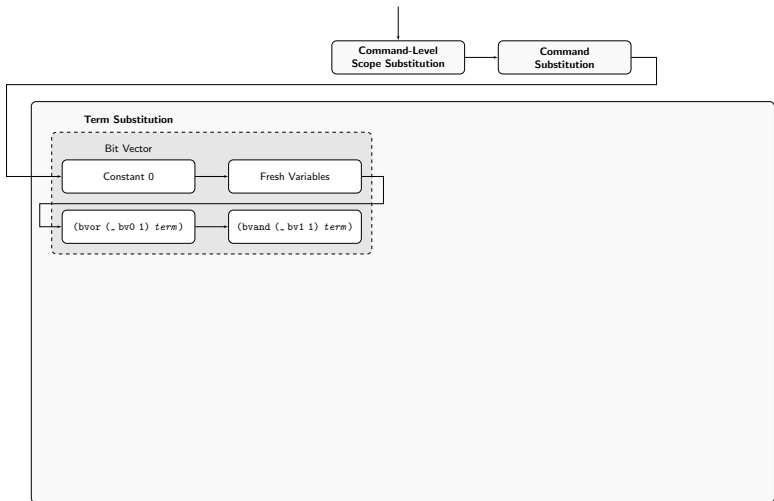 Command-Level
Scope Substitution
Command
Substitution
Term Substitution
Bit Vector
Constant 0
Fresh Variables
(bvor (_ bv0 1) term)
(bvand (_ bv1 1) term)